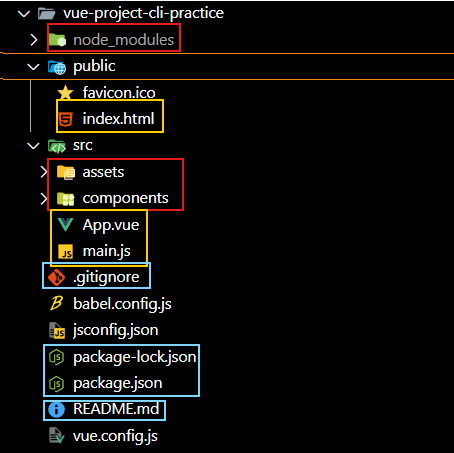 vue-project-cli-practice
node_modules
public
favicon.ico
index.html
src
assets
components
App.vue
main.js
.gitignore
babel.config.js
jsconfig.json
package-lock.json
package.json
README.md
vue.config.js